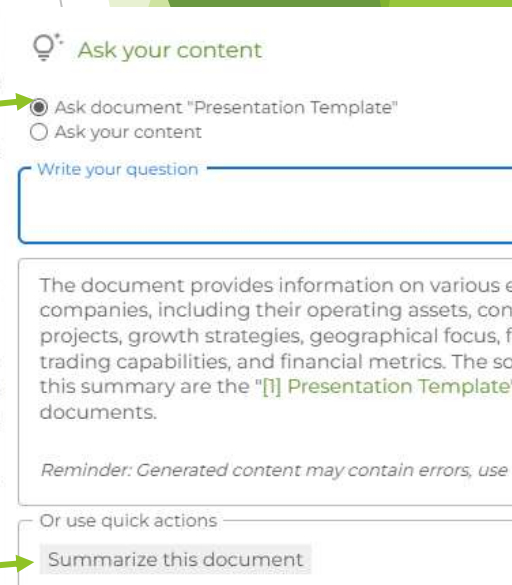 Ask your content
Ask document "Presentation Template"
Ask your content
Write your question
The document provides information on various
companies, including their operating assets,
projects, growth strategies, geographical focus,
trading capabilities, and financial metrics. The
this summary are the "[1] Presentation Template"
documents.
Reminder: Generated content may contain errors, use
Or use quick actions
Summarize this document